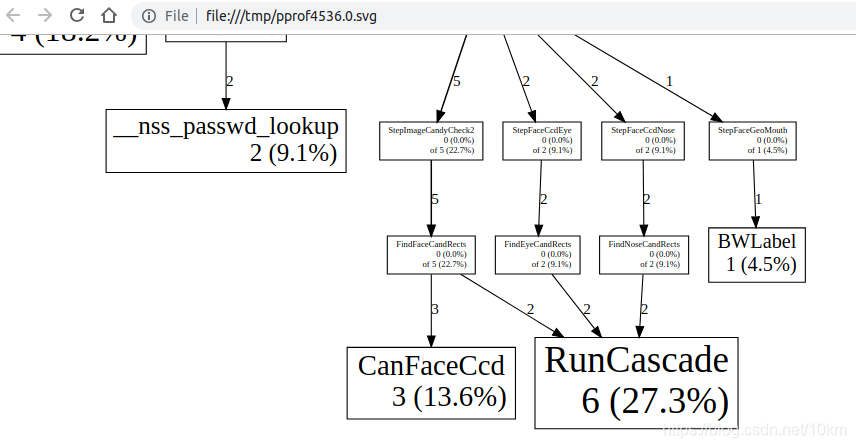 File file:///tmp/pprof4536.0.svg
4 (18.2%)
2
5
2
2
1
__nss_passwd_lookup
2 (9.1%)
StepImageCandyCheck2
0 (0.0%)
of 5 (22.7%)
StepFaceCcdEye
0 (0.0%)
of 2 (9.1%)
StepFaceCcdNose
0 (0.0%)
of 2 (9.1%)
StepFaceGeoMouth
0 (0.0%)
of 1 (4.5%)
5
2
2
1
FindFaceCandRects
0 (0.0%)
of 5 (22.7%)
FindEyeCandRects
0 (0.0%)
of 2 (9.1%)
FindNoseCandRects
0 (0.0%)
of 2 (9.1%)
BWLabel
1 (4.5%)
3
2
2
2
CanFaceCcd
3 (13.6%)
RunCascade
6 (27.3%)
https://blog.csdn.net/10km